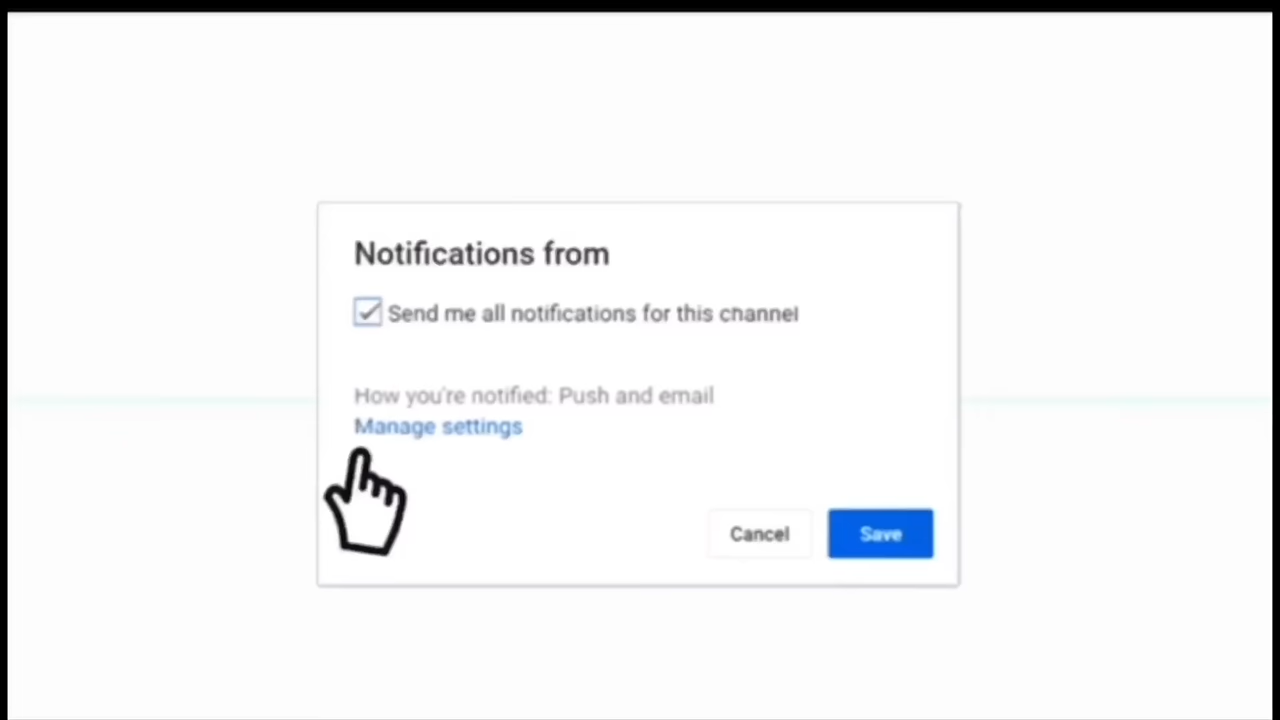 Notifications from
Send me all notifications for this channel
How you're notified: Push and email
Manage settings
Cancel
Save